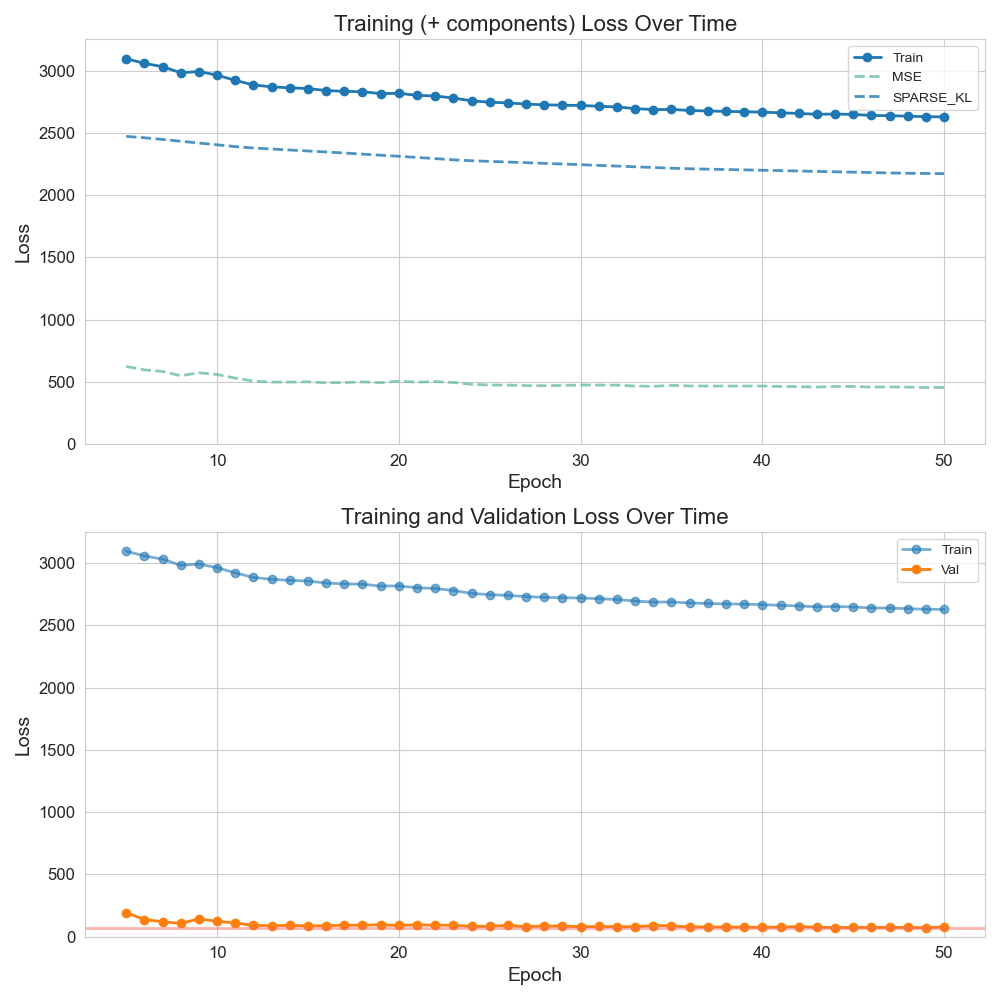 Training (+ components) Loss Over Time
Train
MSE
SPARSE_KL
Loss
3000
2500
2000
1500
1000
500
0
10 20 30 40 50
Epoch
Training and Validation Loss Over Time
Train
Val
Loss
3000
2500
2000
1500
1000
500
0
10 20 30 40 50
Epoch